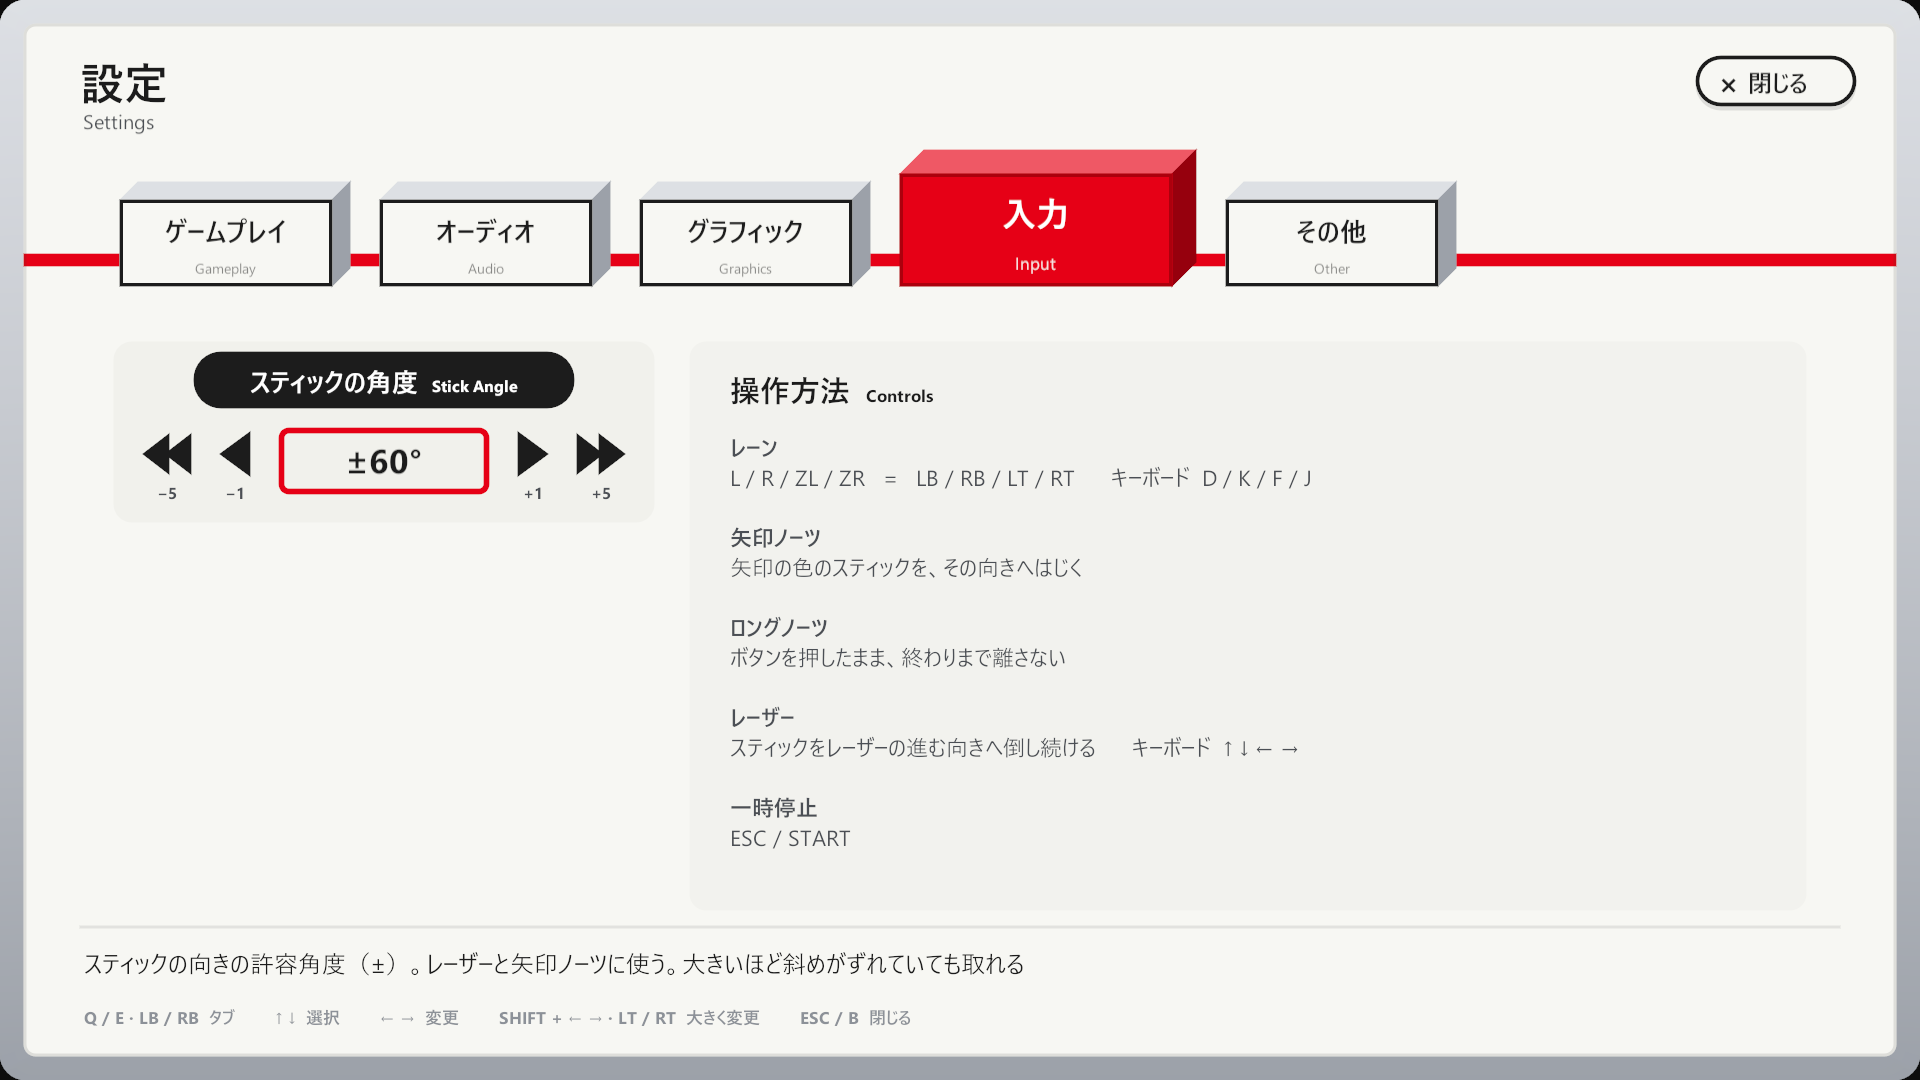 設定
Settings
× 閉じる
ゲームプレイ
Gameplay
オーディオ
Audio
グラフィック
Graphics
入力
Input
その他
Other
スティックの角度 Stick Angle
±60°
−5
−1
+1
+5
操作方法 Controls
レーン
L / R / ZL / ZR = LB / RB / LT / RT キーボード D / K / F / J
矢印ノーツ
矢印の色のスティックを、その向きへはじく
ロングノーツ
ボタンを押したまま、終わりまで離さない
レーザー
スティックをレーザーの進む向きへ倒し続ける キーボード ↑↓← →
一時停止
ESC / START
スティックの向きの許容角度（±）。レーザーと矢印ノーツに使う。大きいほど斜めがずれていても取れる
Q / E · LB / RB タブ ↑↓ 選択 ← → 変更 SHIFT + ← → · LT / RT 大きく変更 ESC / B 閉じる